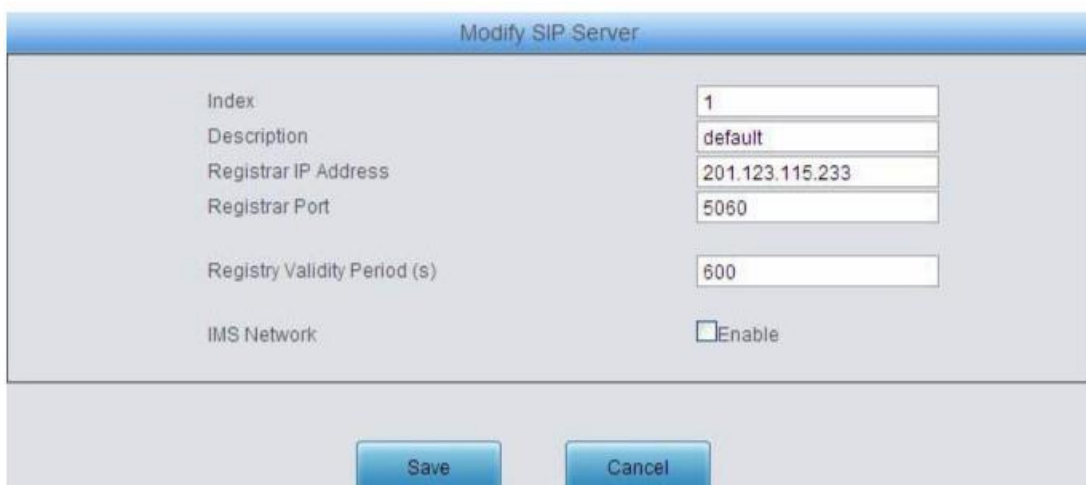 Modify SIP Server
Index 1
Description default
Registrar IP Address 201.123.115.233
Registrar Port 5060
Registry Validity Period (s) 600
IMS Network Enable
Save Cancel